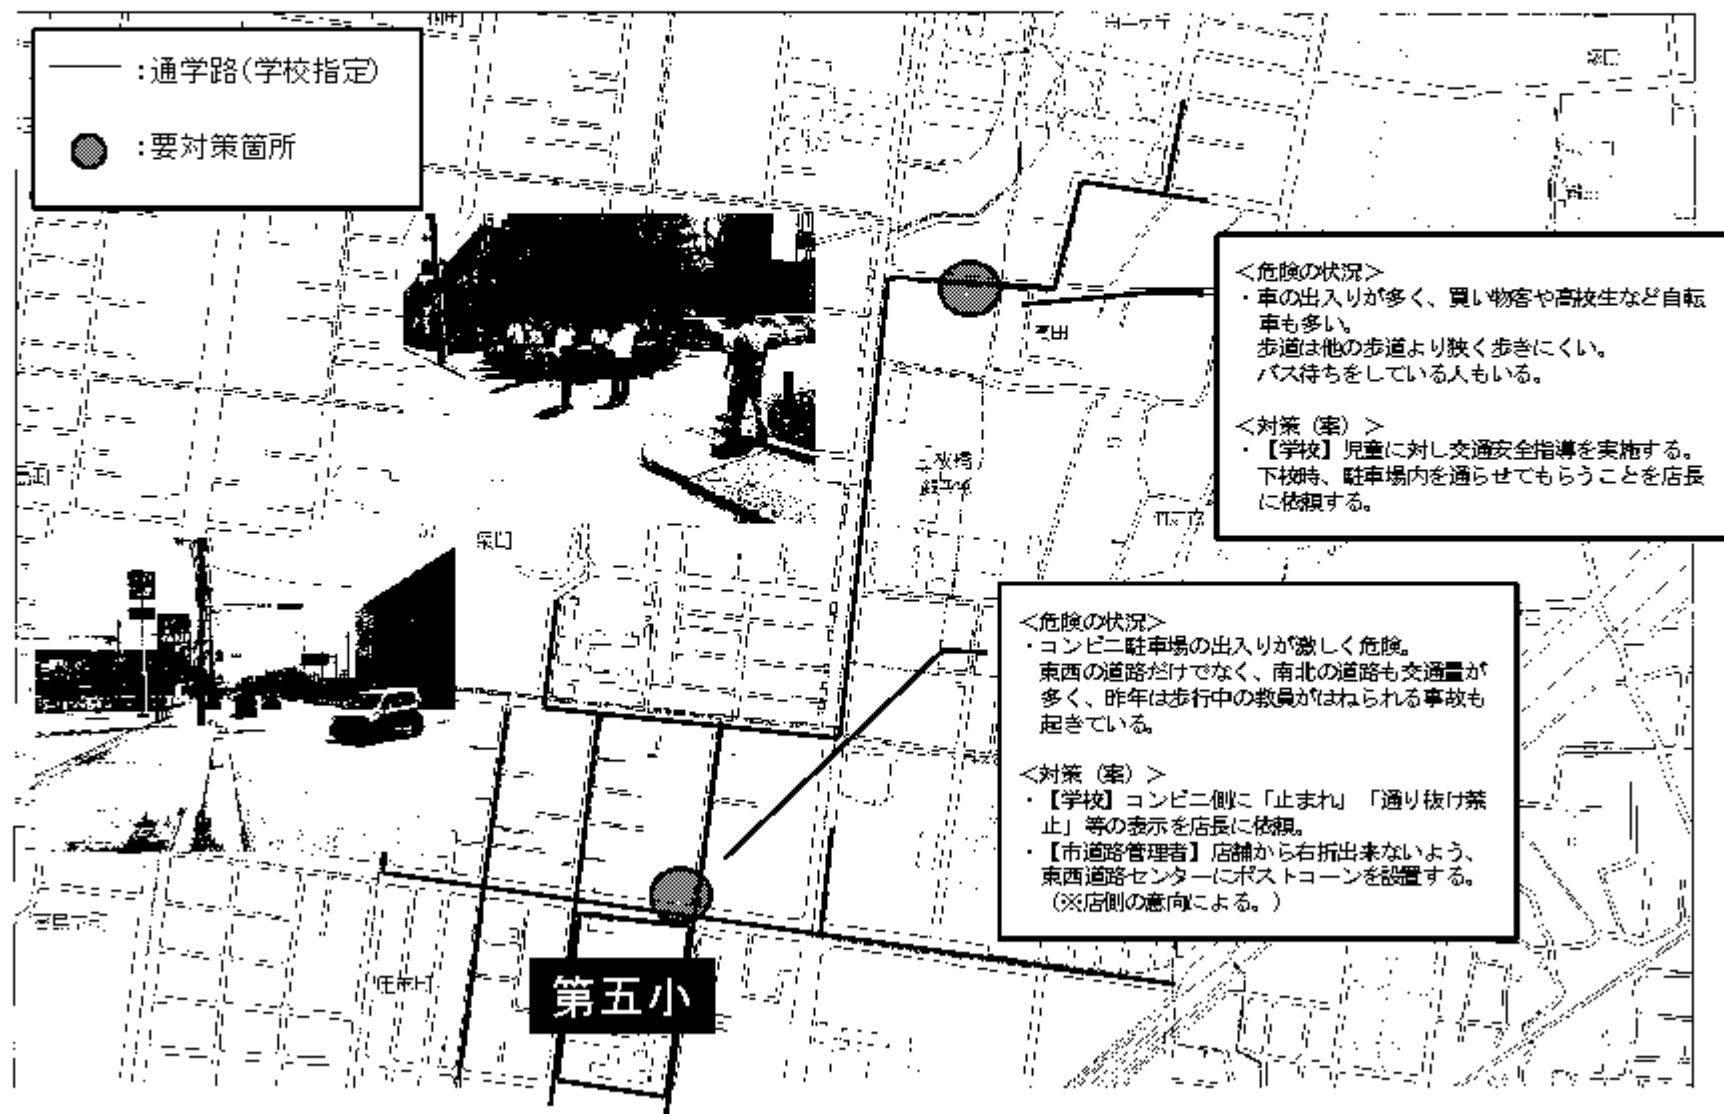 ：通学路（学校指定）
：要対策箇所
＜危険の状況＞
・車の出入りが多く、買い物客や高校生など自転
車も多い。
歩道は他の歩道より狭く歩きにくい。
バス待ちをしている人もいる。
＜対策（案）＞
・【学校】児童に対し交通安全指導を実施する。
下校時、駐車場内を通らせてもらうことを店長
に依頼する。
＜危険の状況＞
・コンビニ駐車場の出入りが激しく危険。
東西の道路だけでなく、南北の道路も交通量が
多く、昨年は歩行中の教員がはねられる事故も
起きている。
＜対策（案）＞
・【学校】コンビニ側に「止まれ」「通り抜け禁
止」等の表示を店長に依頼。
・【市道路管理者】店舗から右折出来ないよう、
東西道路センターにポストコーンを設置する。
（※店側の意向による。）
第五小